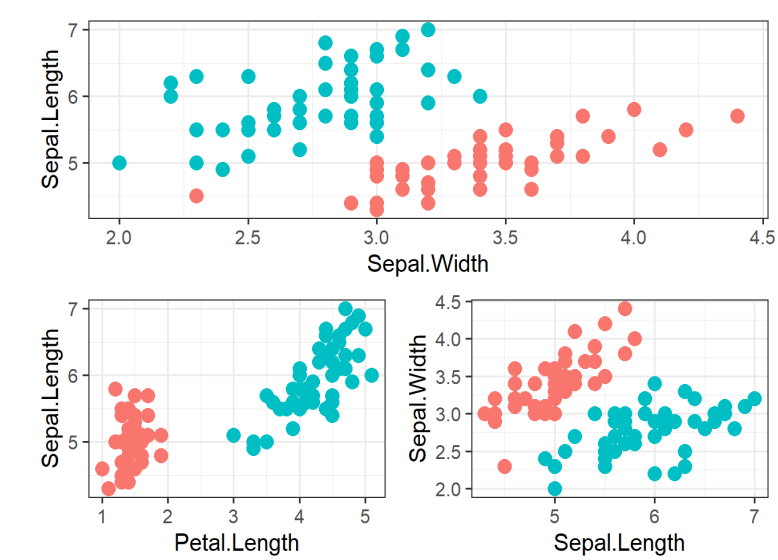 Sepal.Length
7
6
5
2.0 2.5 3.0 3.5 4.0 4.5
Sepal.Width
Sepal.Length
7
6
5
1 2 3 4 5
Petal.Length
Sepal.Width
4.5
4.0
3.5
3.0
2.5
2.0
5 6 7
Sepal.Length